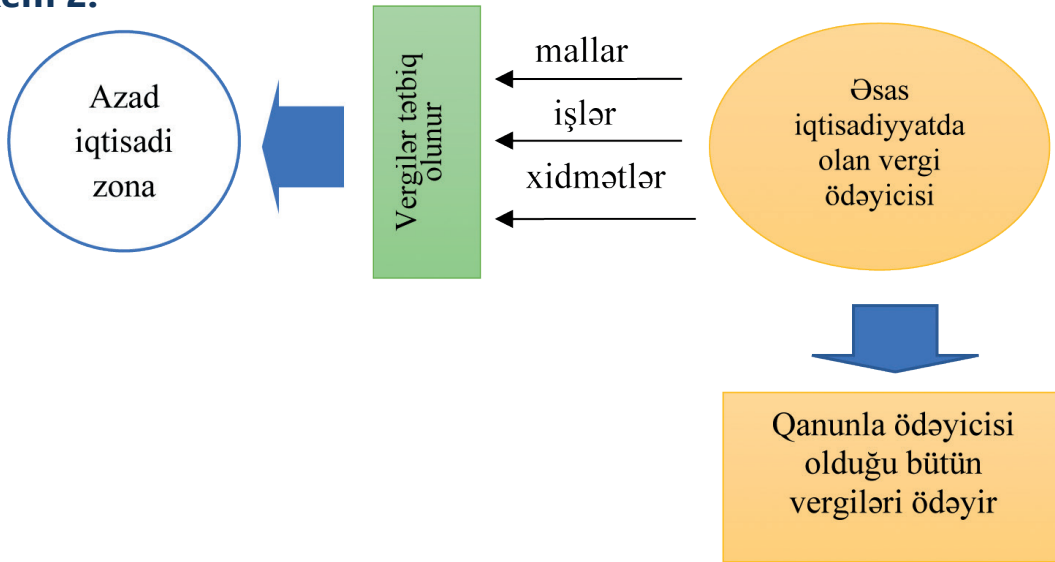 2.
Azad
iqtisadi
zona
Vergilər tətbiq
olunur
mallar
işlər
xidmətlər
Əsas
iqtisadiyyatda
olan vergi
ödəyicisi
Qanunla ödəyicisi
olduğu bütün
vergiləri ödəyir